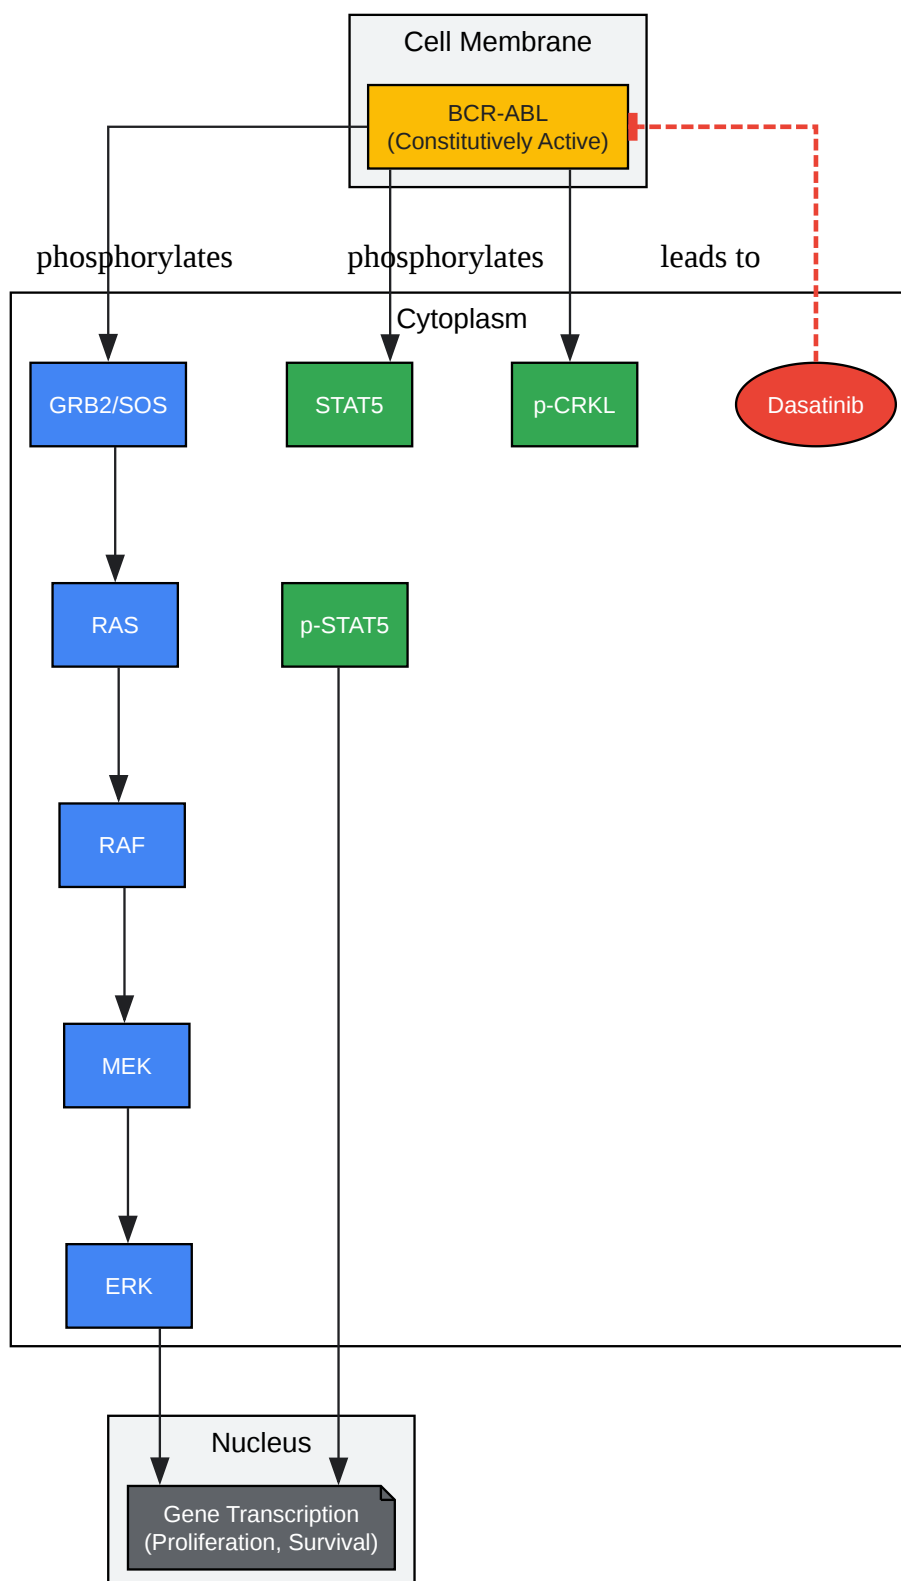 Cell Membrane
BCR-ABL
(Constitutively Active)
phosphorylates
phosphorylates
leads to
Cytoplasm
GRB2/SOS
STAT5
p-CRKL
Dasatinib
RAS
p-STAT5
RAF
MEK
ERK
Nucleus
Gene Transcription
(Proliferation, Survival)